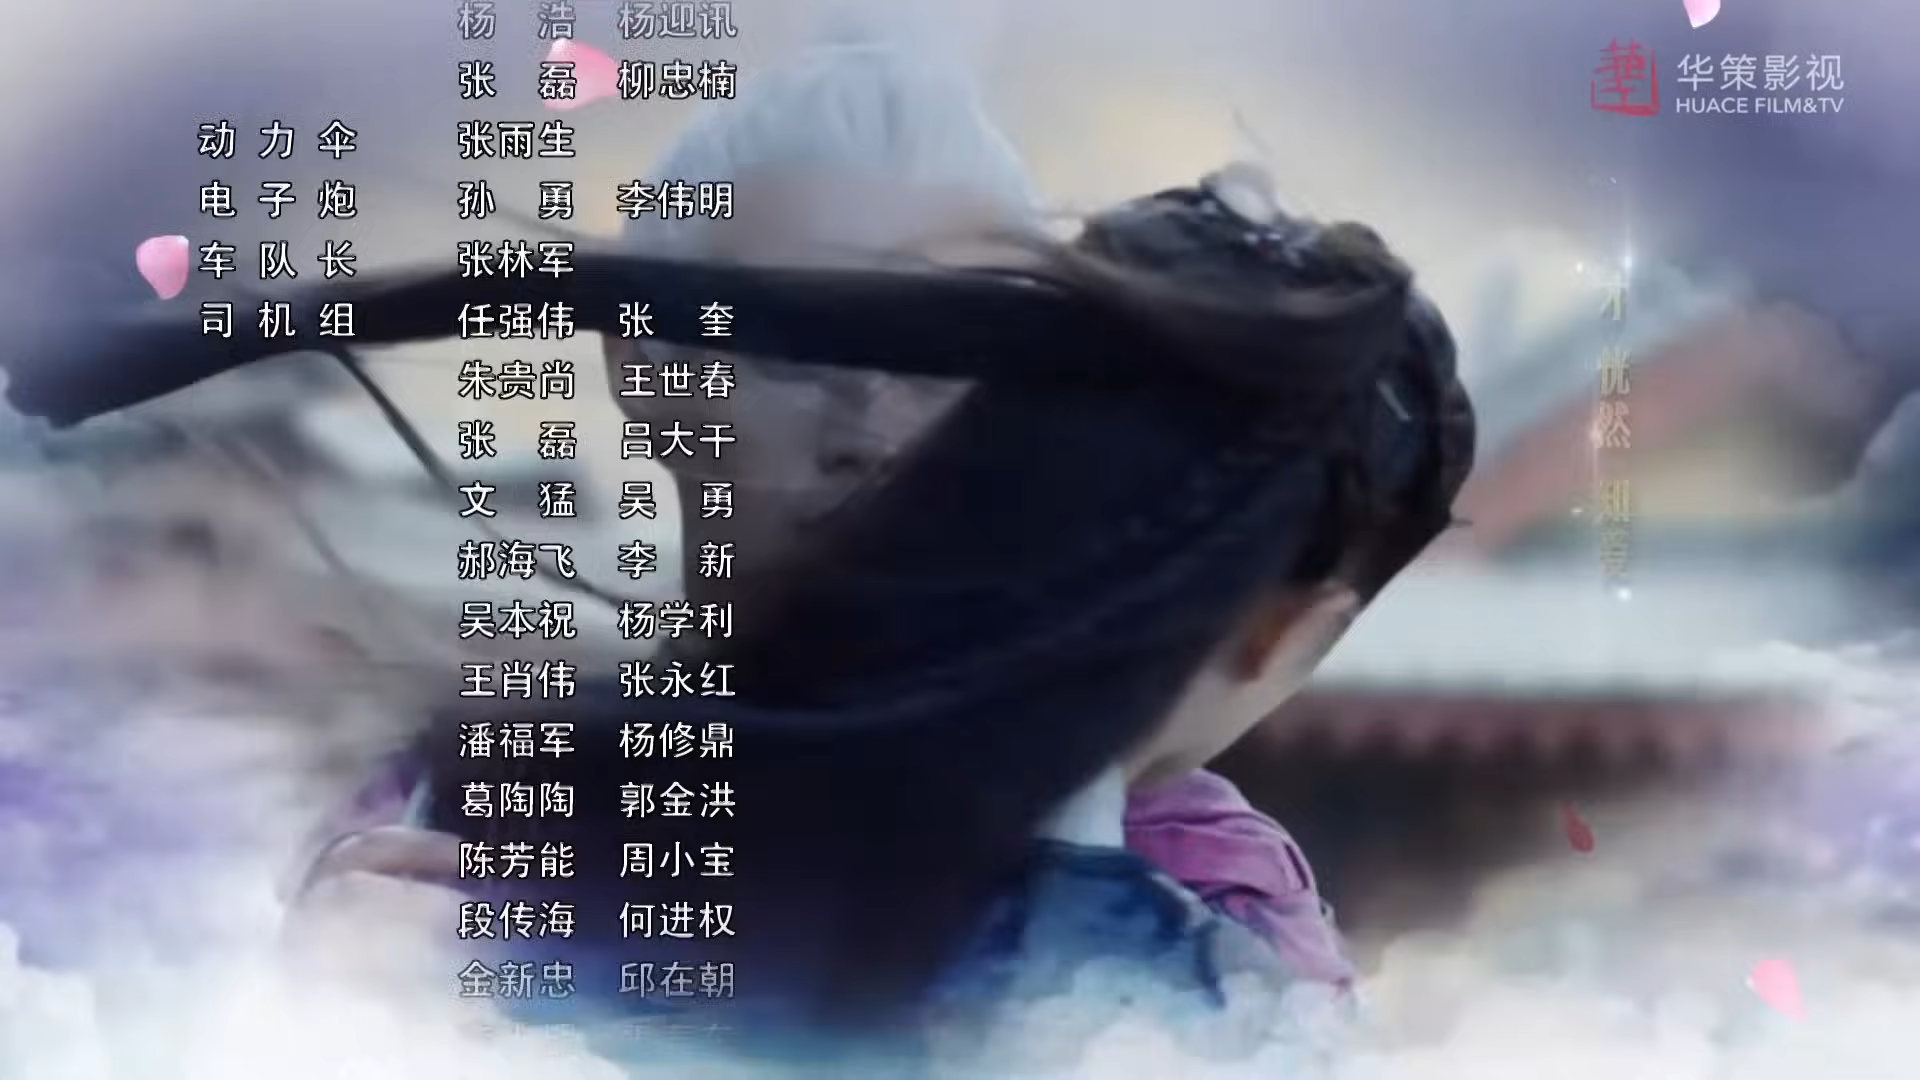 杨　浩　杨迎讯
张　磊　柳忠楠
动力伞　张雨生
电子炮　孙　勇　李伟明
车队长　张林军
司机组　任强伟　张　奎
朱贵尚　王世春
张　磊　吕大干
文　猛　吴　勇
郝海飞　李　新
吴本祝　杨学利
王肖伟　张永红
潘福军　杨修鼎
葛陶陶　郭金洪
陈芳能　周小宝
段传海　何进权
金新忠　邱在朝
华策影视
HUACE FILM&TV
才恍然知爱